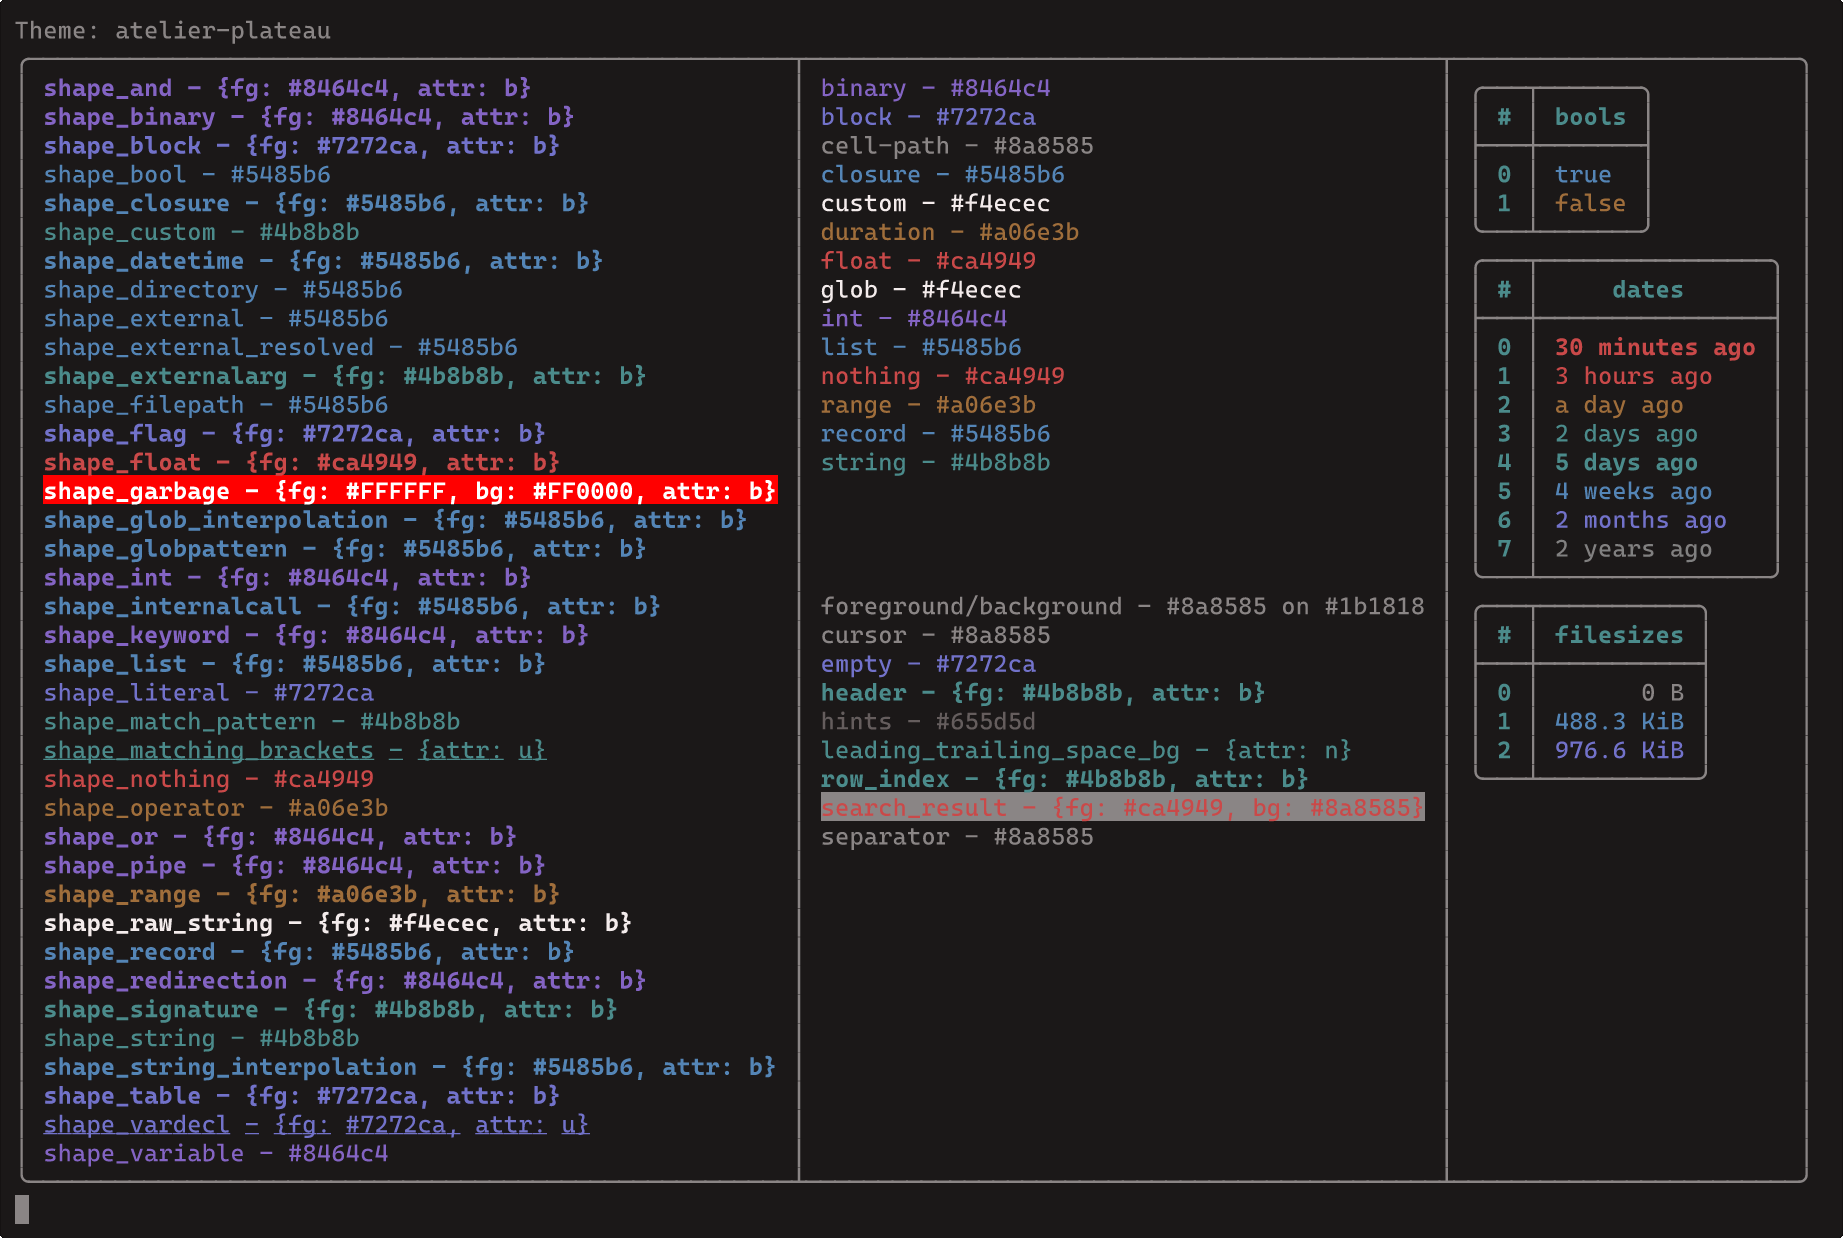 Theme: atelier-plateau
shape_and - {fg: #8464c4, attr: b}
shape_binary - {fg: #8464c4, attr: b}
shape_block - {fg: #7272ca, attr: b}
shape_bool - #5485b6
shape_closure - {fg: #5485b6, attr: b}
shape_custom - #4b8b8b
shape_datetime - {fg: #5485b6, attr: b}
shape_directory - #5485b6
shape_external - #5485b6
shape_external_resolved - #5485b6
shape_externalarg - {fg: #4b8b8b, attr: b}
shape_filepath - #5485b6
shape_flag - {fg: #7272ca, attr: b}
shape_float - {fg: #ca4949, attr: b}
shape_garbage - {fg: #FFFFFF, bg: #FF0000, attr: b}
shape_glob_interpolation - {fg: #5485b6, attr: b}
shape_globpattern - {fg: #5485b6, attr: b}
shape_int - {fg: #8464c4, attr: b}
shape_internalcall - {fg: #5485b6, attr: b}
shape_keyword - {fg: #8464c4, attr: b}
shape_list - {fg: #5485b6, attr: b}
shape_literal - #7272ca
shape_match_pattern - #4b8b8b
shape_matching_brackets - {attr: u}
shape_nothing - #ca4949
shape_operator - #a06e3b
shape_or - {fg: #8464c4, attr: b}
shape_pipe - {fg: #8464c4, attr: b}
shape_range - {fg: #a06e3b, attr: b}
shape_raw_string - {fg: #f4ecec, attr: b}
shape_record - {fg: #5485b6, attr: b}
shape_redirection - {fg: #8464c4, attr: b}
shape_signature - {fg: #4b8b8b, attr: b}
shape_string - #4b8b8b
shape_string_interpolation - {fg: #5485b6, attr: b}
shape_table - {fg: #7272ca, attr: b}
shape_vardecl - {fg: #7272ca, attr: u}
shape_variable - #8464c4
binary - #8464c4
block - #7272ca
cell-path - #8a8585
closure - #5485b6
custom - #f4ecec
duration - #a06e3b
float - #ca4949
glob - #f4ecec
int - #8464c4
list - #5485b6
nothing - #ca4949
range - #a06e3b
record - #5485b6
string - #4b8b8b
foreground/background - #8a8585 on #1b1818
cursor - #8a8585
empty - #7272ca
header - {fg: #4b8b8b, attr: b}
hints - #655d5d
leading_trailing_space_bg - {attr: n}
row_index - {fg: #4b8b8b, attr: b}
search_result - {fg: #ca4949, bg: #8a8585}
separator - #8a8585
# bools
0 true
1 false
# dates
0 30 minutes ago
1 3 hours ago
2 a day ago
3 2 days ago
4 5 days ago
5 4 weeks ago
6 2 months ago
7 2 years ago
# filesizes
0 0 B
1 488.3 KiB
2 976.6 KiB